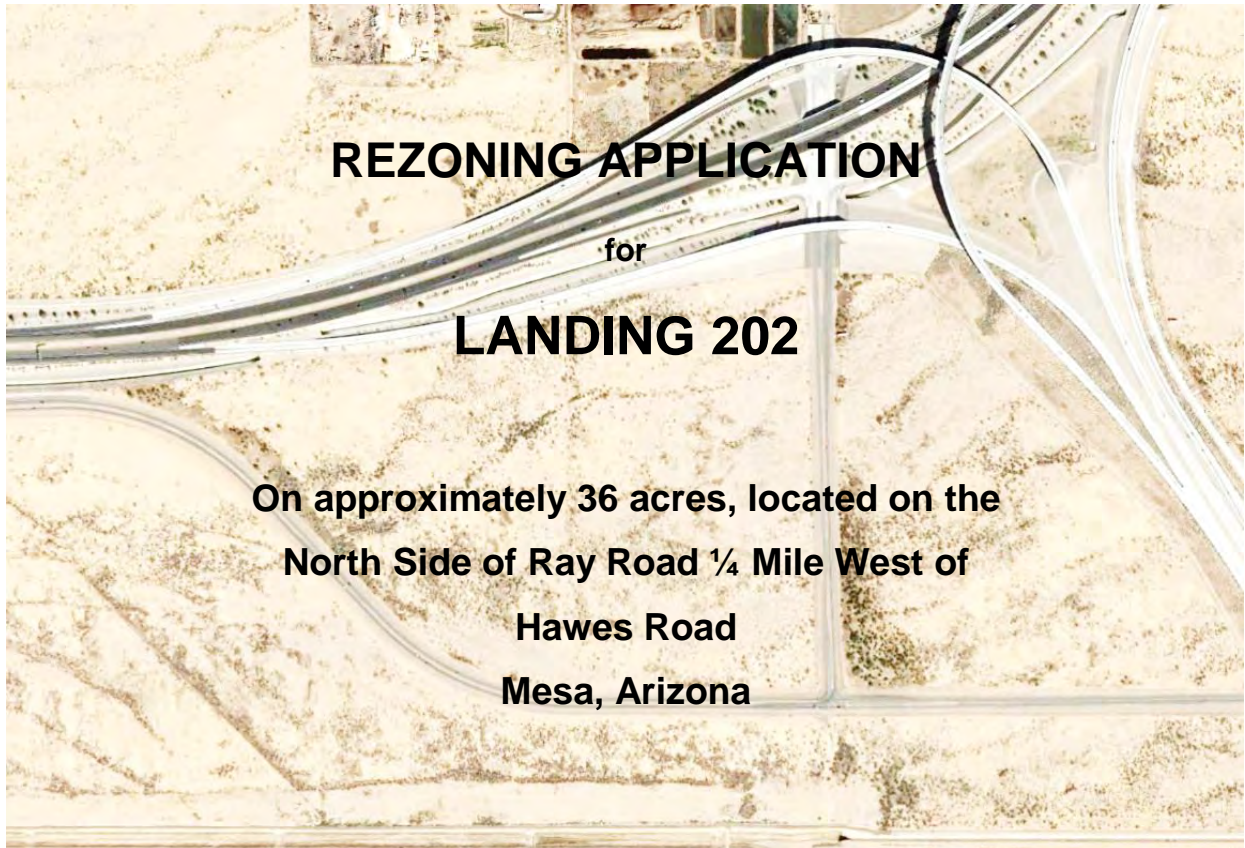 REZONING APPLICATION
for
LANDING 202
On approximately 36 acres, located on the
North Side of Ray Road ¼ Mile West of
Hawes Road
Mesa, Arizona